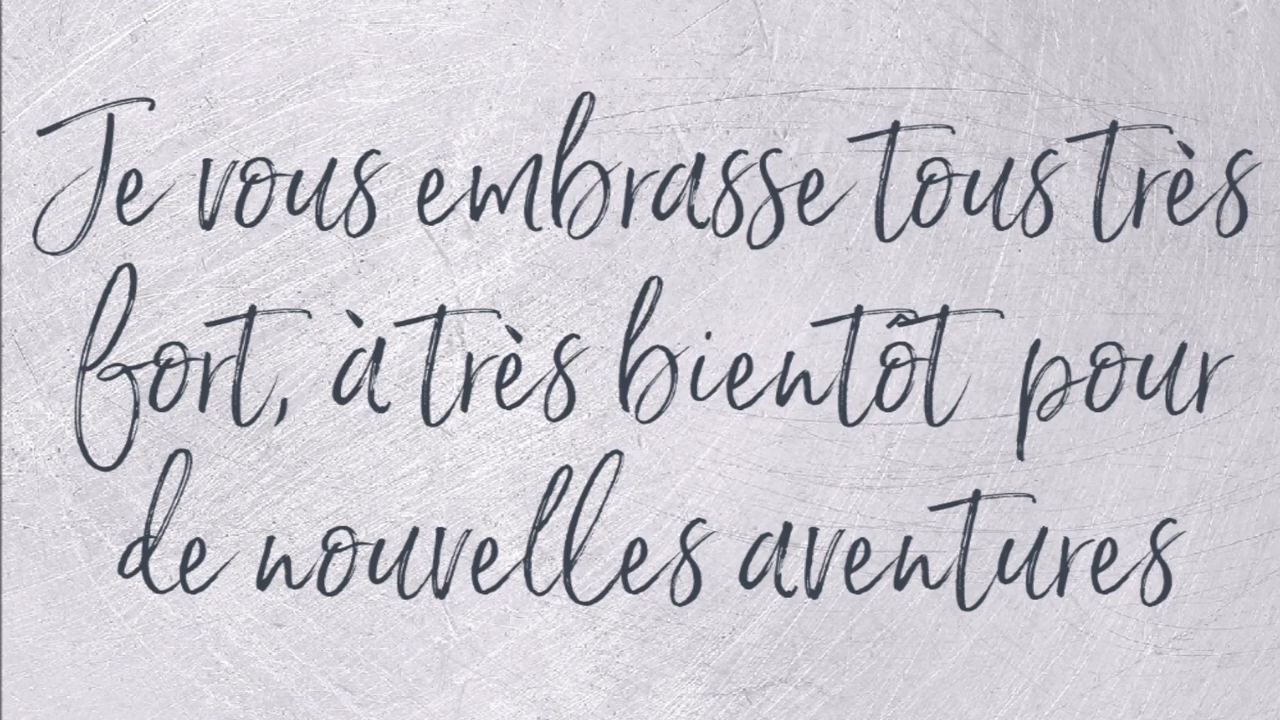 Je vous embrasse tous très
fort, à très bientôt pour
de nouvelles aventures